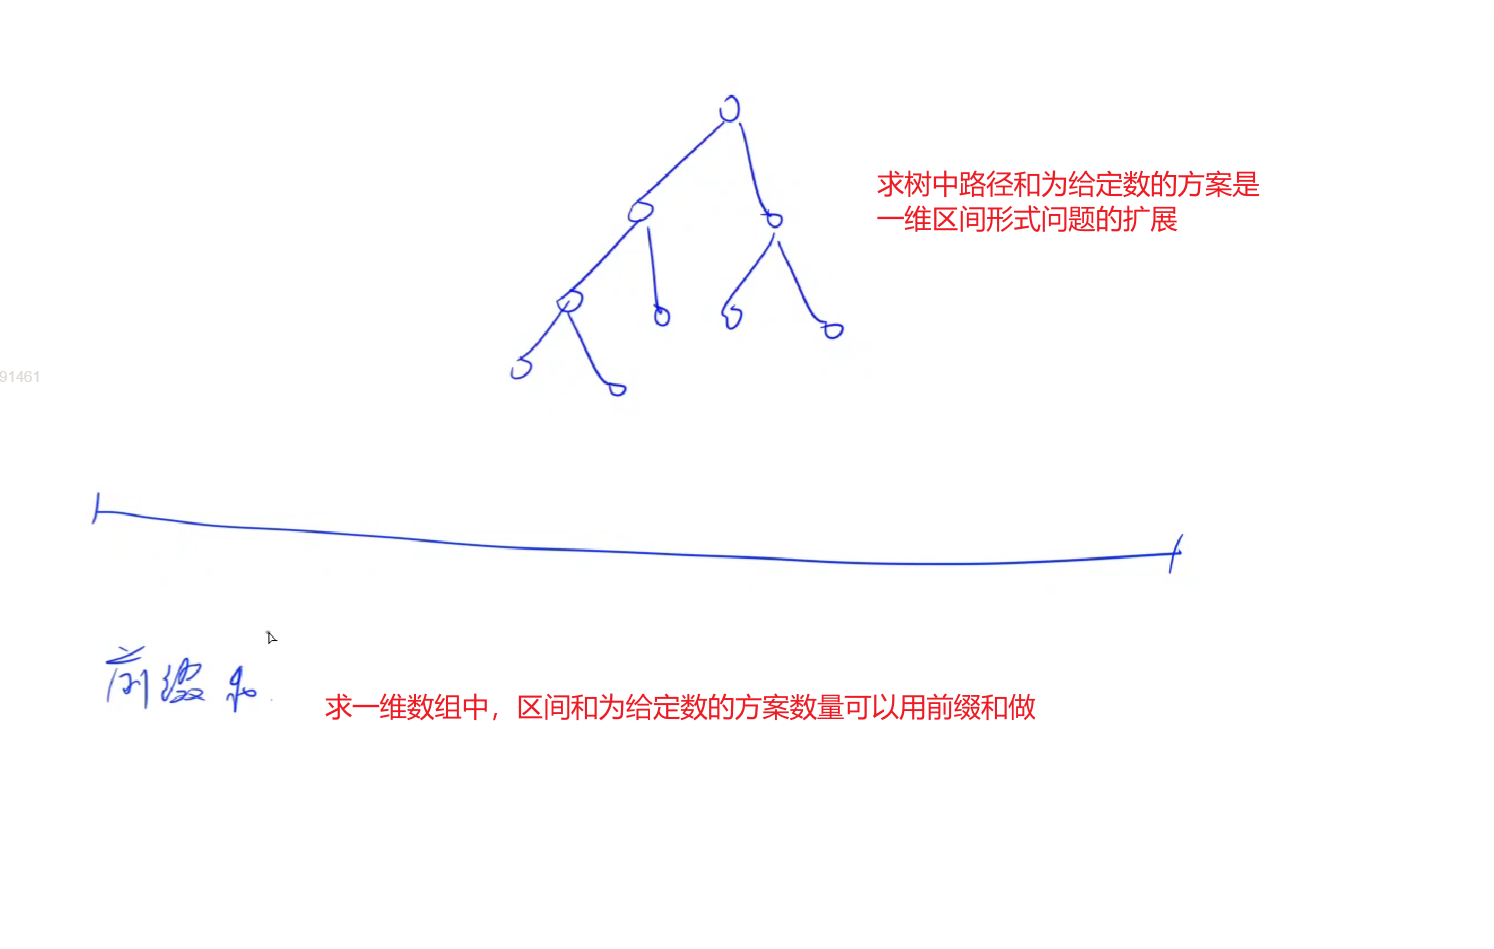 求树中路径和为给定数的方案是
一维区间形式问题的扩展
91461
前缀和
求一维数组中，区间和为给定数的方案数量可以用前缀和做